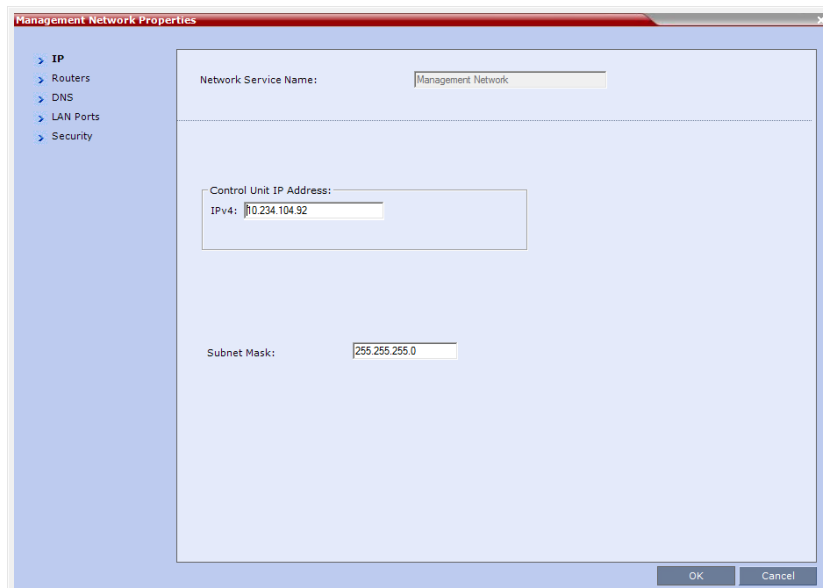 Management Network Properties
IP
Routers
DNS
LAN Ports
Security
Network Service Name: Management Network
Control Unit IP Address:
IPv4: 10.234.104.92
Subnet Mask: 255.255.255.0
OK Cancel